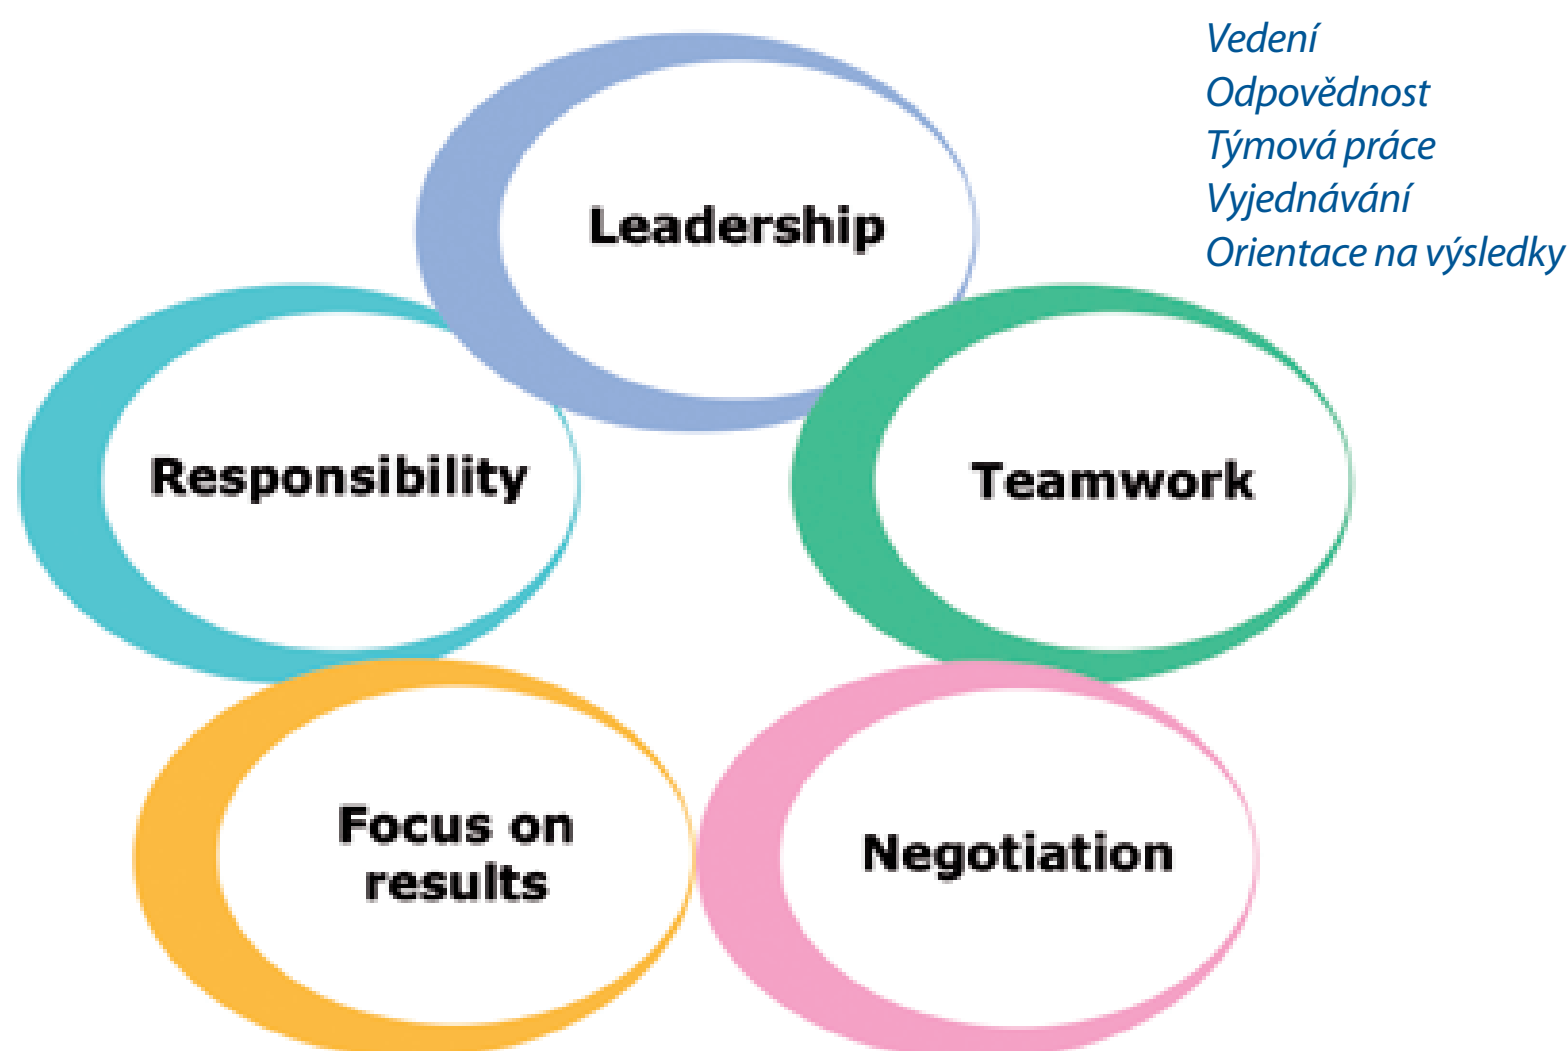 Vedení
Odpovědnost
Týmová práce
Vyjednávání
Orientace na výsledky
Leadership
Responsibility
Teamwork
Focus on
results
Negotiation